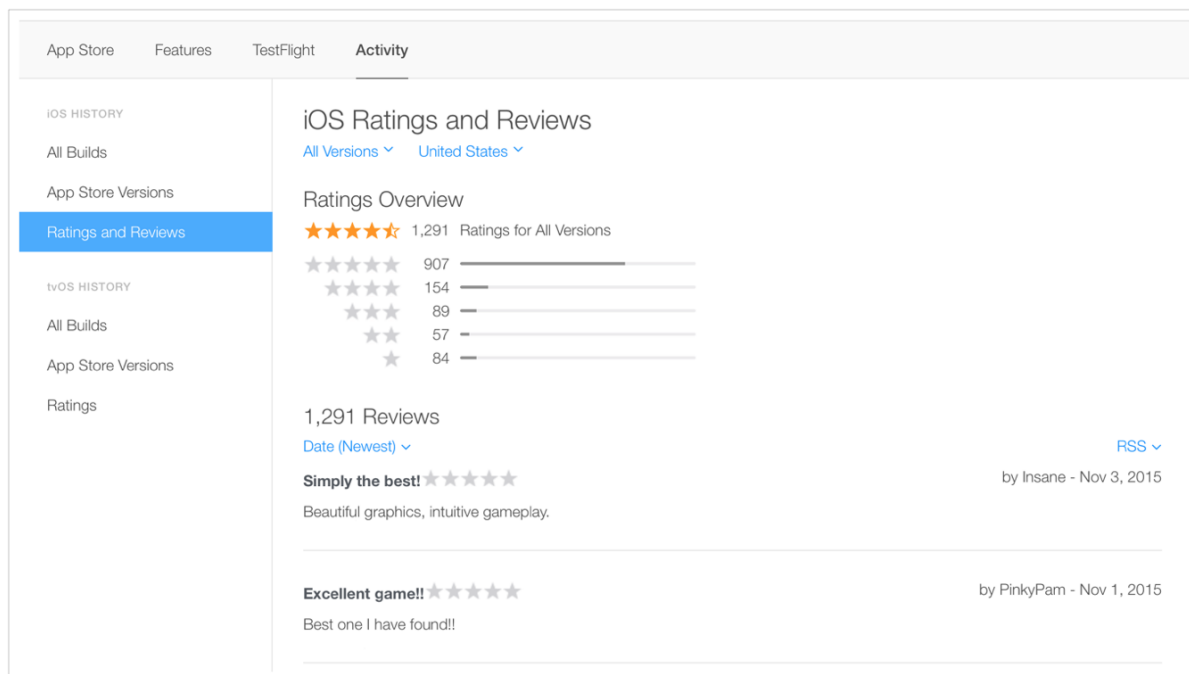 App Store Features TestFlight Activity
iOS HISTORY
All Builds
App Store Versions
Ratings and Reviews
tvOS HISTORY
All Builds
App Store Versions
Ratings
iOS Ratings and Reviews
All Versions United States
Ratings Overview
1,291 Ratings for All Versions
907
154
89
57
84
1,291 Reviews
Date (Newest) RSS
Simply the best! by Insane - Nov 3, 2015
Beautiful graphics, intuitive gameplay.
Excellent game!! by PinkyPam - Nov 1, 2015
Best one I have found!!